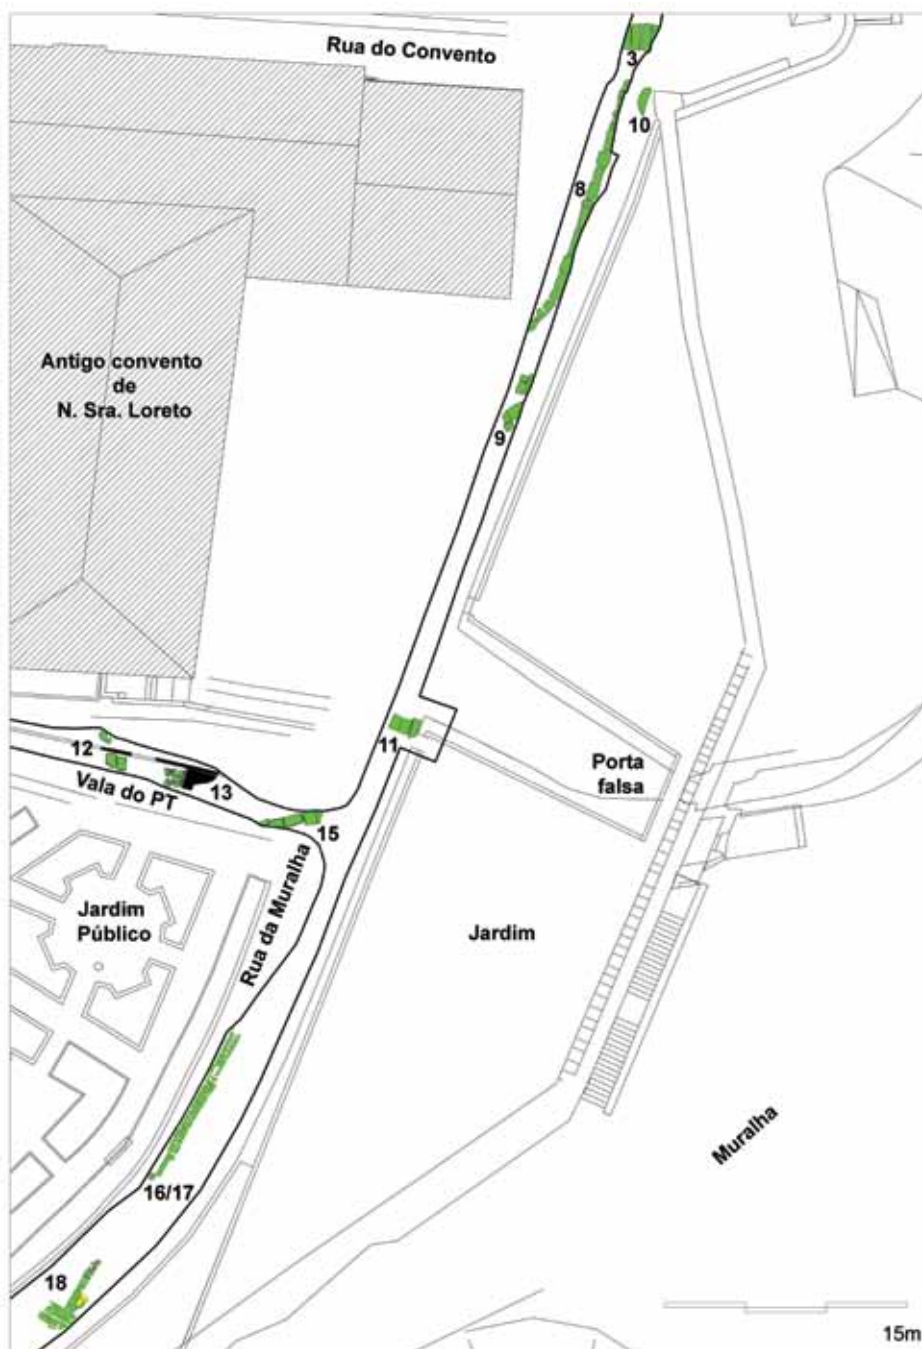 Rua do Convento
3
10
8
Antigo convento
de
N. Sra. Loreto
9
11
12
13
Vala do PT
15
Porta
falsa
Rua da Muralha
Jardim
Público
Jardim
Muralha
16/17
18
15m